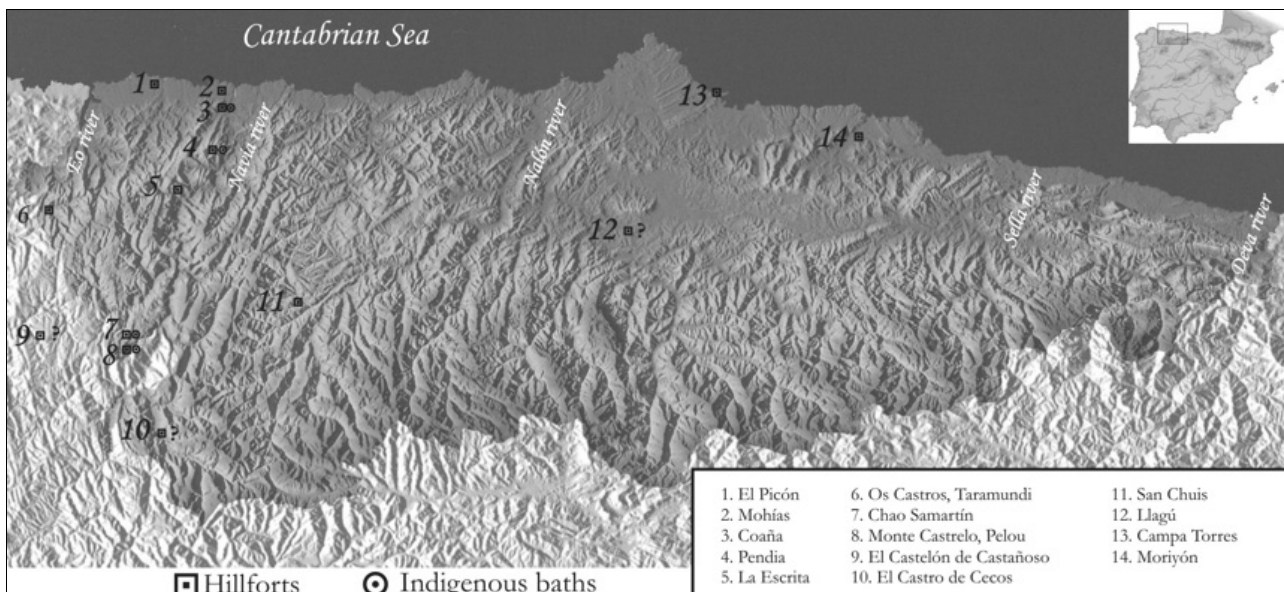 Cantabrian Sea
1
2
3
4
5
6
7
8
9 ?
10 ?
11
12 ?
13
14
Eo river
Navia river
Nalón river
Sella river
Deva river
1. El Picón
2. Mohías
3. Coaña
4. Pendia
5. La Escrita
6. Os Castros, Taramundi
7. Chao Samartín
8. Monte Castrelo, Pelou
9. El Castelón de Castañoso
10. El Castro de Cecos
11. San Chuis
12. Llagú
13. Campa Torres
14. Moriyón
Hillforts
Indigenous baths